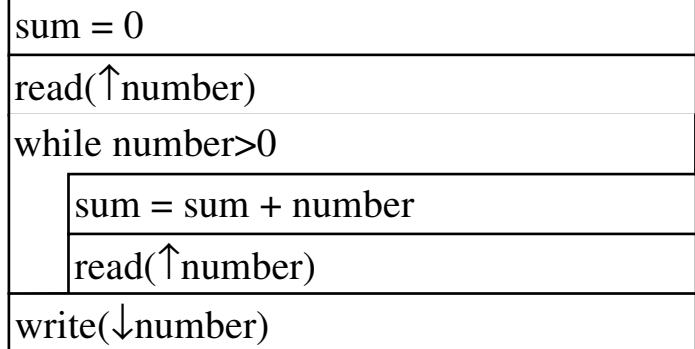 sum = 0
read(↑number)
while number>0
sum = sum + number
read(↑number)
write(↓number)